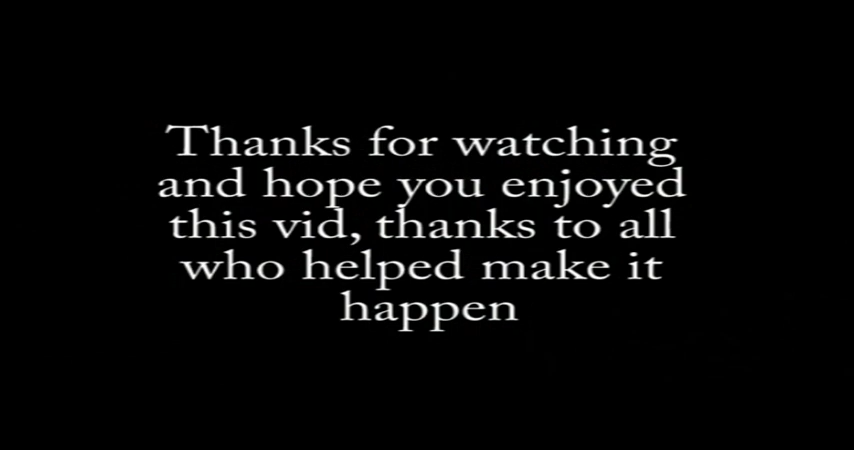 Thanks for watching
and hope you enjoyed
this vid, thanks to all
who helped make it
happen